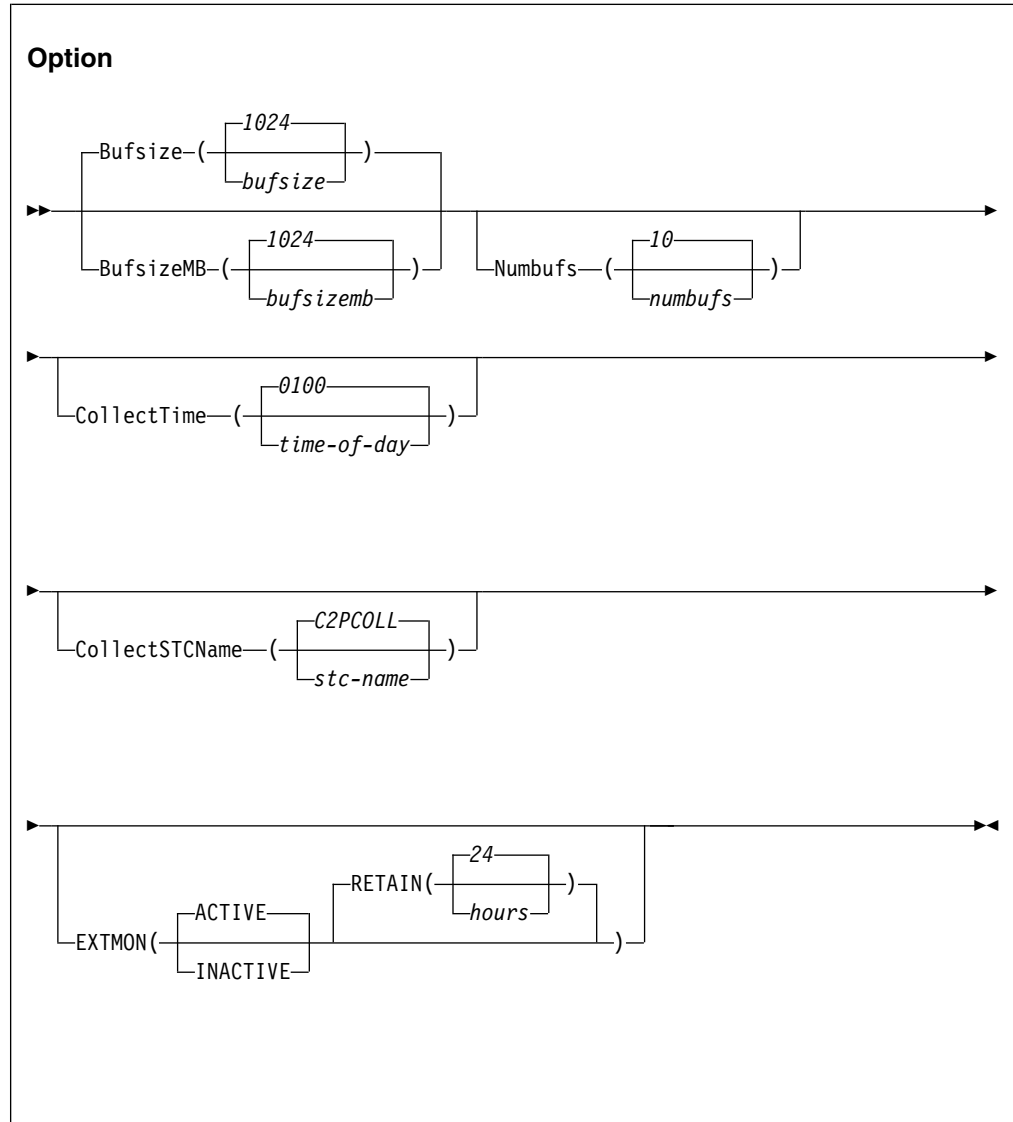 Option
1024
Bufsize ( )
bufsize
1024 10
BufsizeMB ( ) Numbufs ( )
bufsizemb numbufs
0100
CollectTime ( )
time-of-day
C2PCOLL
CollectSTCName ( )
stc-name
24
RETAIN( )
ACTIVE hours
EXTMON( )
INACTIVE